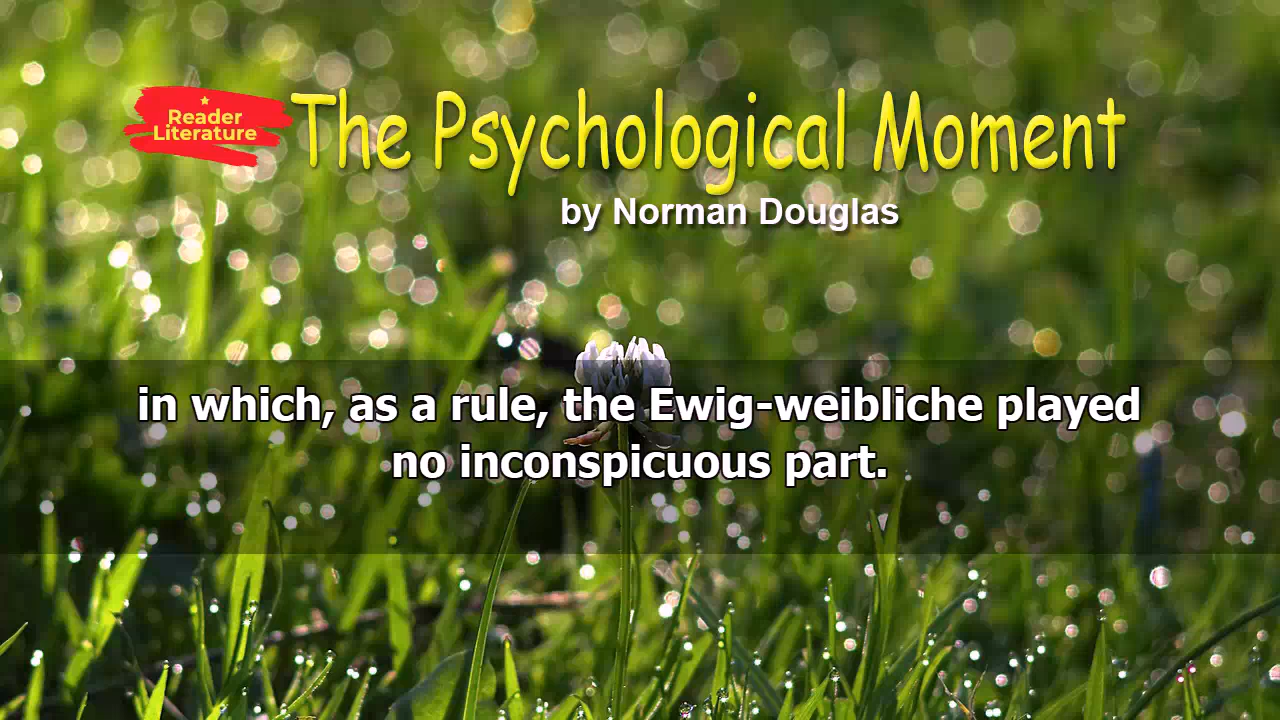 Reader
Literature
The Psychological Moment
by Norman Douglas
in which, as a rule, the Ewig-weibliche played
no inconspicuous part.